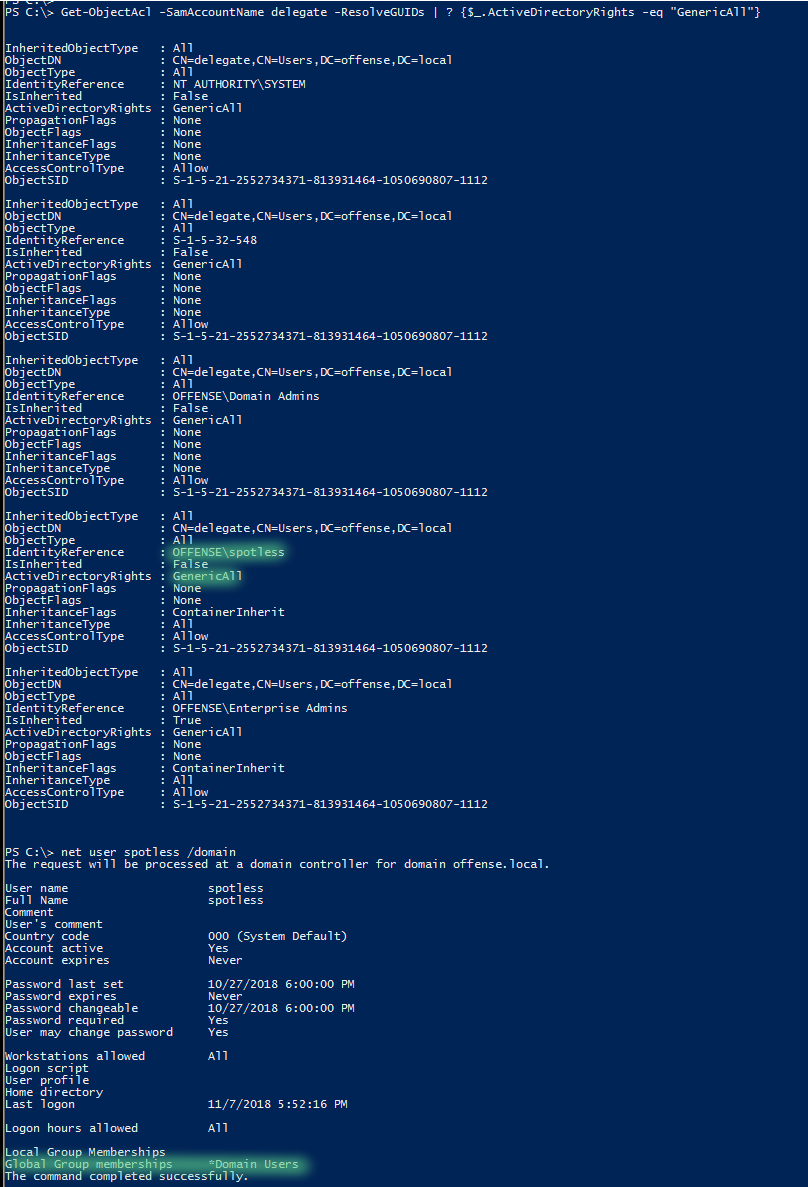 PS C:\> Get-ObjectAcl -SamAccountName delegate -ResolveGUIDs | ? {$_.ActiveDirectoryRights -eq "GenericAll"}
InheritedObjectType : All
ObjectDN : CN=delegate,CN=Users,DC=offense,DC=local
ObjectType : All
IdentityReference : NT AUTHORITY\SYSTEM
IsInherited : False
ActiveDirectoryRights : GenericAll
PropagationFlags : None
ObjectFlags : None
InheritanceFlags : None
InheritanceType : None
AccessControlType : Allow
ObjectSID : S-1-5-21-2552734371-813931464-1050690807-1112
InheritedObjectType : All
ObjectDN : CN=delegate,CN=Users,DC=offense,DC=local
ObjectType : All
IdentityReference : S-1-5-32-548
IsInherited : False
ActiveDirectoryRights : GenericAll
PropagationFlags : None
ObjectFlags : None
InheritanceFlags : None
InheritanceType : None
AccessControlType : Allow
ObjectSID : S-1-5-21-2552734371-813931464-1050690807-1112
InheritedObjectType : All
ObjectDN : CN=delegate,CN=Users,DC=offense,DC=local
ObjectType : All
IdentityReference : OFFENSE\Domain Admins
IsInherited : False
ActiveDirectoryRights : GenericAll
PropagationFlags : None
ObjectFlags : None
InheritanceFlags : None
InheritanceType : None
AccessControlType : Allow
ObjectSID : S-1-5-21-2552734371-813931464-1050690807-1112
InheritedObjectType : All
ObjectDN : CN=delegate,CN=Users,DC=offense,DC=local
ObjectType : All
IdentityReference : OFFENSE\spotless
IsInherited : False
ActiveDirectoryRights : GenericAll
PropagationFlags : None
ObjectFlags : None
InheritanceFlags : ContainerInherit
InheritanceType : All
AccessControlType : Allow
ObjectSID : S-1-5-21-2552734371-813931464-1050690807-1112
InheritedObjectType : All
ObjectDN : CN=delegate,CN=Users,DC=offense,DC=local
ObjectType : All
IdentityReference : OFFENSE\Enterprise Admins
IsInherited : True
ActiveDirectoryRights : GenericAll
PropagationFlags : None
ObjectFlags : None
InheritanceFlags : ContainerInherit
InheritanceType : All
AccessControlType : Allow
ObjectSID : S-1-5-21-2552734371-813931464-1050690807-1112
PS C:\> net user spotless /domain
The request will be processed at a domain controller for domain offense.local.
User name spotless
Full Name spotless
Comment
User's comment
Country code 000 (System Default)
Account active Yes
Account expires Never
Password last set 10/27/2018 6:00:00 PM
Password expires Never
Password changeable 10/27/2018 6:00:00 PM
Password required Yes
User may change password Yes
Workstations allowed All
Logon script
User profile
Home directory
Last logon 11/7/2018 5:52:16 PM
Logon hours allowed All
Local Group Memberships
Global Group memberships *Domain Users
The command completed successfully.